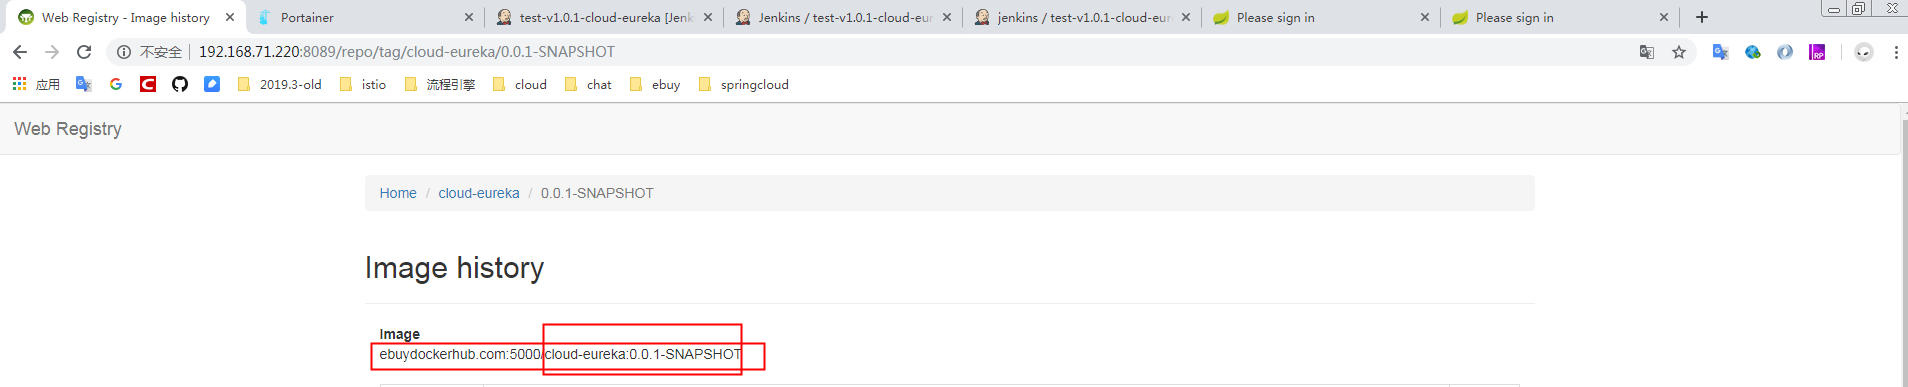 Web Registry - Image history
Portainer
test-v1.0.1-cloud-eureka [Jenk
Jenkins / test-v1.0.1-cloud-eur
jenkins / test-v1.0.1-cloud-eur
Please sign in
Please sign in
不安全 192.168.71.220:8089/repo/tag/cloud-eureka/0.0.1-SNAPSHOT
应用 2019.3-old istio 流程引擎 cloud chat ebuy springcloud
Web Registry
Home / cloud-eureka / 0.0.1-SNAPSHOT
Image history
Image
ebuydockerhub.com:5000/cloud-eureka:0.0.1-SNAPSHOT